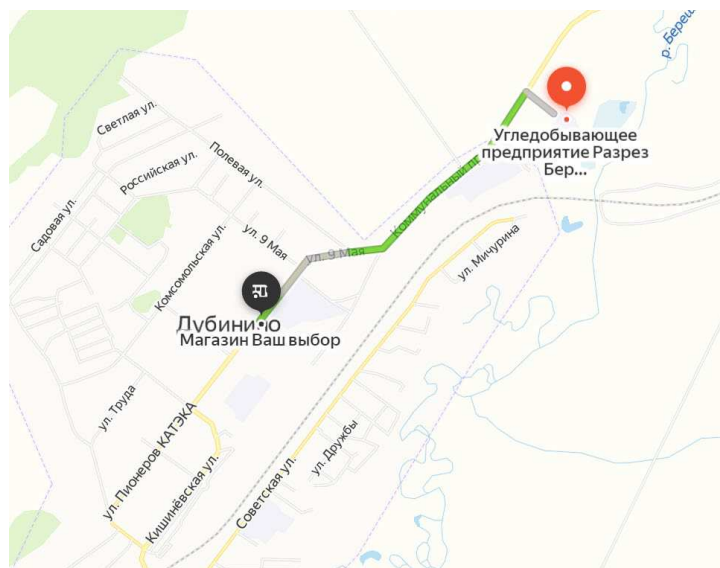 р. Береш
Светлая ул.
Угледобывающее
предприятие Разрез
Бер...
Полевая ул.
Российская ул.
Садовая ул.
Коммунальный
ул. 9 Мая
ул. 9 Мая
Комсомольская ул.
ул. Мичурина
Дубинино
Магазин Ваш выбор
ул. Труда
ул. Пионеров КАТЭКА
ул. Дружбы
Кишинёвская ул.
Советская ул.